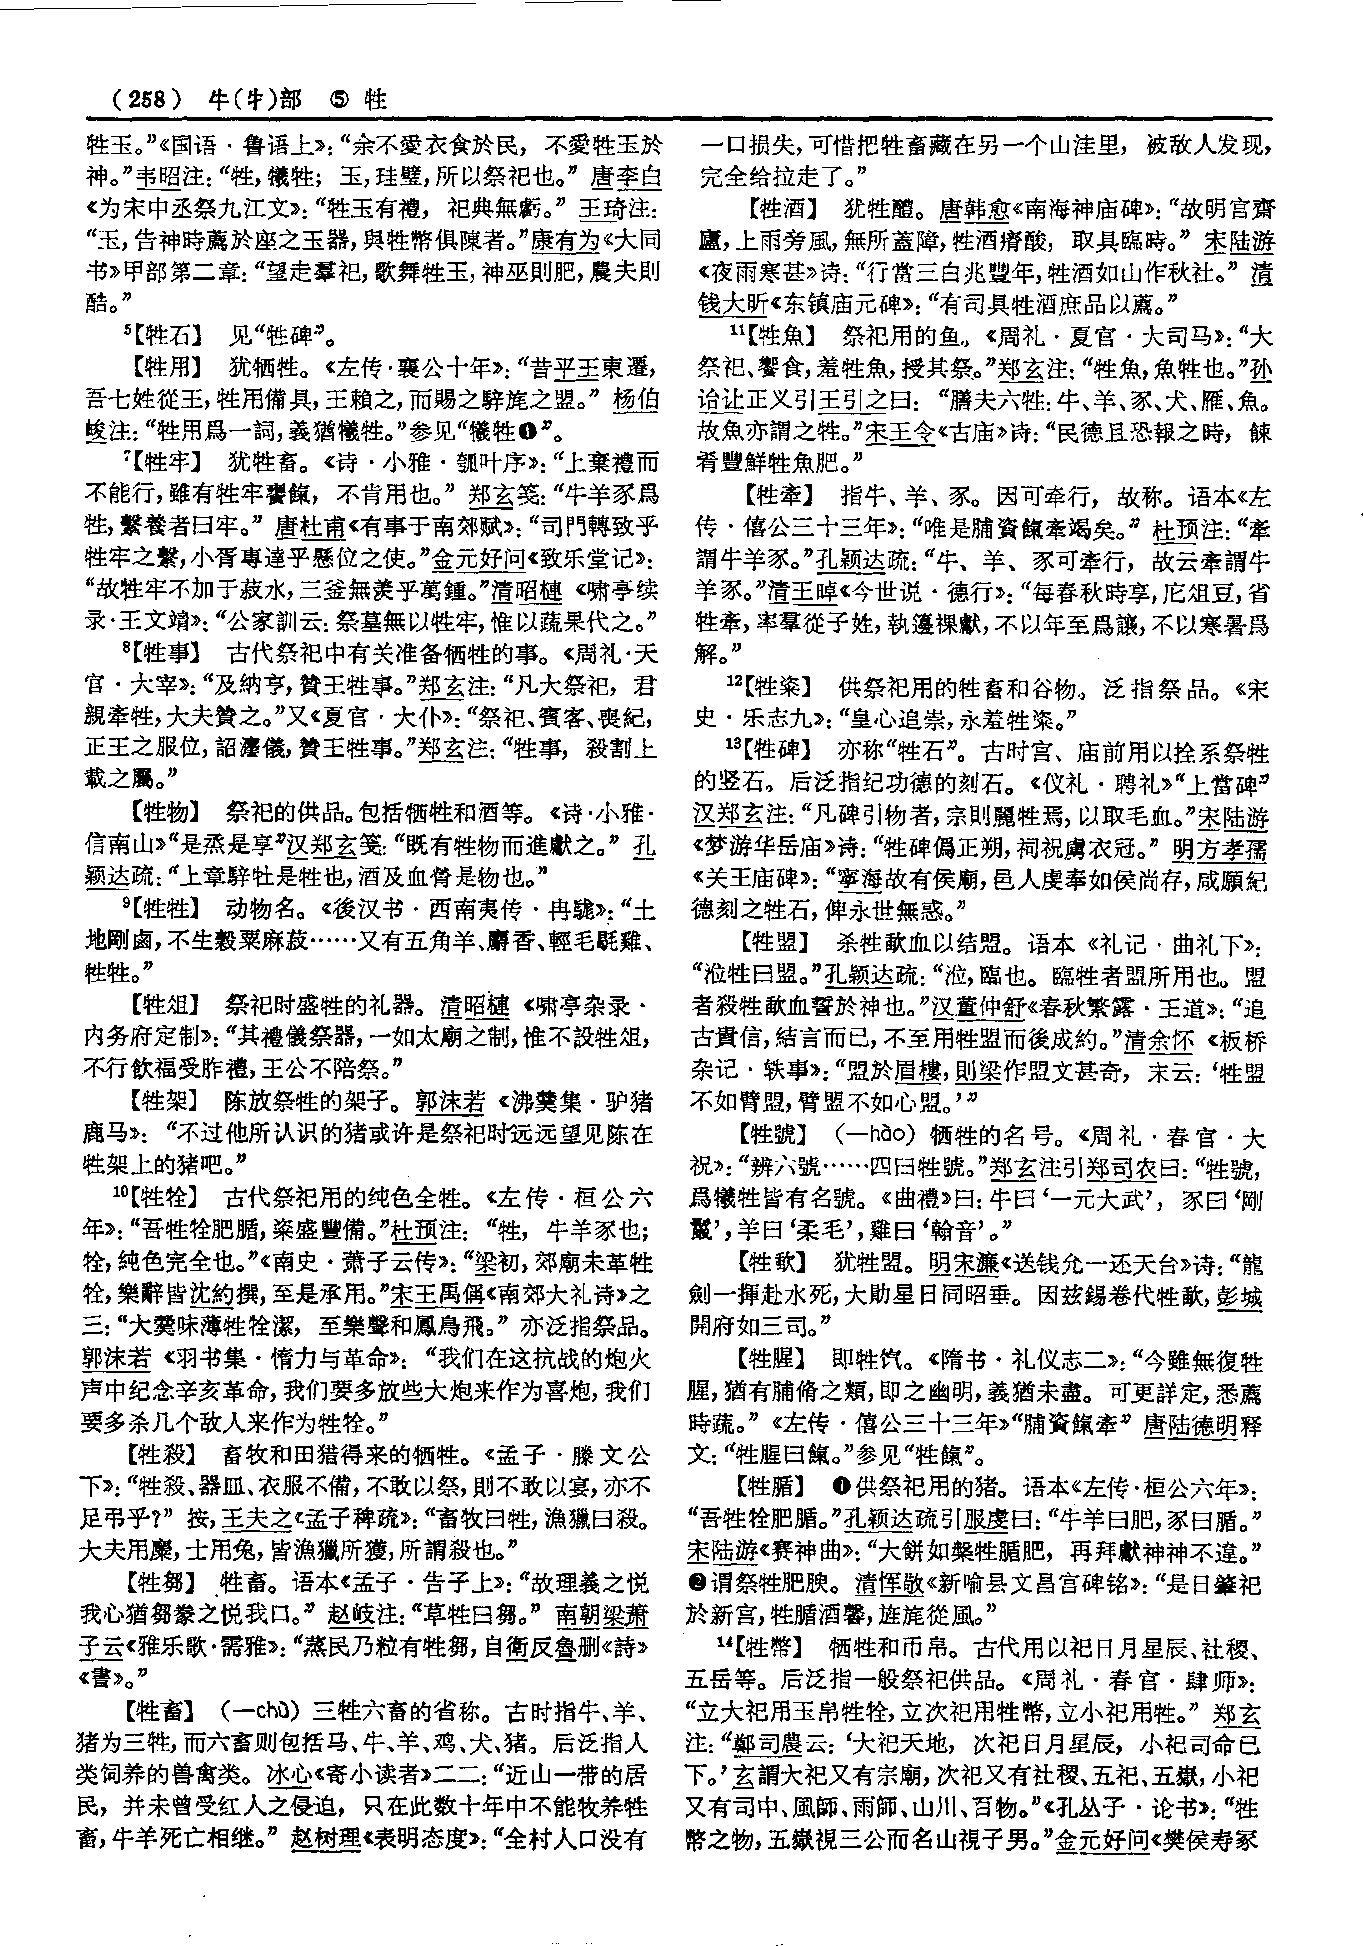 （258） 牛(牜)部 ⑤ 牲
牲玉。”《国语·鲁语上》：“余不愛衣食於民，不愛牲玉於
神。”韦昭注：“牲，犧牲；玉，珪璧，所以祭祀也。”唐李白
《为宋中丞祭九江文》：“牲玉有禮，祀典無虧。”王琦注：
“玉，告神時薦於座之玉器，與牲幣俱陳者。”康有为《大同
书》甲部第二章：“望走羣祀，歌舞牲玉，神巫則肥，農夫則
酷。”
⁵【牲石】 见“牲碑”。
【牲用】 犹牺牲。《左传·襄公十年》：“昔平王東遷，
吾七姓從王，牲用備具，王賴之，而賜之騂旄之盟。”杨伯
峻注：“牲用爲一詞，義猶犧牲。”参见“犧牲❶”。
⁷【牲牢】 犹牲畜。《诗·小雅·瓠叶序》：“上棄禮而
不能行，雖有牲牢饔餼，不肯用也。”郑玄笺：“牛羊豕爲
牲，繫養者曰牢。”唐杜甫《有事于南郊赋》：“司門轉致乎
牲牢之繫，小胥專達乎懸位之使。”金元好问《致乐堂记》：
“故牲牢不加于菽水，三釜無羡乎萬鍾。”清昭槤《啸亭续
录·王文靖》：“公家訓云：祭墓無以牲牢，惟以蔬果代之。”
⁸【牲事】 古代祭祀中有关准备牺牲的事。《周礼·天
官·大宰》：“及納亨，贊王牲事。”郑玄注：“凡大祭祀，君
親牽牲，大夫贊之。”又《夏官·大仆》：“祭祀、賓客、喪紀，
正王之服位，詔灋儀，贊王牲事。”郑玄注：“牲事，殺割上
載之屬。”
【牲物】 祭祀的供品。包括牺牲和酒等。《诗·小雅·
信南山》“是烝是享”汉郑玄笺：“既有牲物而進獻之。”孔
颖达疏：“上章騂牡是牲也，酒及血膋是物也。”
⁹【牲牲】 动物名。《後汉书·西南夷传·冉駹》：“土
地剛鹵，不生穀粟麻菽……又有五角羊、麝香、輕毛毼雞、
牲牲。”
【牲俎】 祭祀时盛牲的礼器。清昭槤《啸亭杂录·
内务府定制》：“其禮儀祭器，一如太廟之制，惟不設牲俎，
不行飲福受胙禮，王公不陪祭。”
【牲架】 陈放祭牲的架子。郭沫若《沸羹集·驴猪
鹿马》：“不过他所认识的猪或许是祭祀时远远望见陈在
牲架上的猪吧。”
¹⁰【牲牷】 古代祭祀用的纯色全牲。《左传·桓公六
年》：“吾牲牷肥腯，粢盛豐備。”杜预注：“牲，牛羊豕也；
牷，純色完全也。”《南史·萧子云传》：“梁初，郊廟未革牲
牷，樂辭皆沈約撰，至是承用。”宋王禹偁《南郊大礼诗》之
三：“大羹味薄牲牷潔，至樂聲和鳳鳥飛。”亦泛指祭品。
郭沫若《羽书集·惰力与革命》：“我们在这抗战的炮火
声中纪念辛亥革命，我们要多放些大炮来作为喜炮，我们
要多杀几个敌人来作为牲牷。”
【牲殺】 畜牧和田猎得来的牺牲。《孟子·滕文公
下》：“牲殺、器皿、衣服不備，不敢以祭，則不敢以宴，亦不
足弔乎？”按，王夫之《孟子稗疏》：“畜牧曰牲，漁獵曰殺。
大夫用麋，士用兔，皆漁獵所獲，所謂殺也。”
【牲芻】 牲畜。语本《孟子·告子上》：“故理義之悦
我心猶芻豢之悦我口。”赵岐注：“草牲曰芻。”南朝梁萧
子云《雅乐歌·需雅》：“蒸民乃粒有牲芻，自衛反魯删《詩》
《書》。”
【牲畜】 （—chù）三牲六畜的省称。古时指牛、羊、
猪为三牲，而六畜则包括马、牛、羊、鸡、犬、猪。后泛指人
类饲养的兽禽类。冰心《寄小读者》二二：“近山一带的居
民，并未曾受红人之侵迫，只在此数十年中不能牧养牲
畜，牛羊死亡相继。”赵树理《表明态度》：“全村人口没有
一口损失，可惜把牲畜藏在另一个山洼里，被敌人发现，
完全给拉走了。”
【牲酒】 犹牲醴。唐韩愈《南海神庙碑》：“故明宫齋
廬，上雨旁風，無所蓋障，牲酒瘠酸，取具臨時。”宋陆游
《夜雨寒甚》诗：“行當三白兆豐年，牲酒如山作秋社。”清
钱大昕《东镇庙元碑》：“有司具牲酒庶品以薦。”
¹¹【牲魚】 祭祀用的鱼。《周礼·夏官·大司马》：“大
祭祀、饗食，羞牲魚，授其祭。”郑玄注：“牲魚，魚牲也。”孙
诒让正义引王引之曰：“膳夫六牲：牛、羊、豕、犬、雁、魚。
故魚亦謂之牲。”宋王令《古庙》诗：“民德且恐報之時，餗
肴豐鮮牲魚肥。”
【牲牽】 指牛、羊、豕。因可牵行，故称。语本《左
传·僖公三十三年》：“唯是脯資餼牽竭矣。”杜预注：“牽
謂牛羊豕。”孔颖达疏：“牛、羊、豕可牽行，故云牽謂牛
羊豕。”清王晫《今世说·德行》：“每春秋時享，庀俎豆，省
牲牽，率羣從子姓，執籩祼獻，不以年至爲讓，不以寒暑爲
解。”
¹²【牲粢】 供祭祀用的牲畜和谷物。泛指祭品。《宋
史·乐志九》：“皇心追崇，永羞牲粢。”
¹³【牲碑】 亦称“牲石”。古时宫、庙前用以拴系祭牲
的竖石。后泛指纪功德的刻石。《仪礼·聘礼》“上當碑”
汉郑玄注：“凡碑引物者，宗則麗牲焉，以取毛血。”宋陆游
《梦游华岳庙》诗：“牲碑僞正朔，祠祝虜衣冠。”明方孝孺
《关王庙碑》：“寧海故有侯廟，邑人虔奉如侯尚存，咸願紀
德刻之牲石，俾永世無惑。”
【牲盟】 杀牲歃血以结盟。语本《礼记·曲礼下》：
“涖牲曰盟。”孔颖达疏：“涖，臨也。臨牲者盟所用也。盟
者殺牲歃血誓於神也。”汉董仲舒《春秋繁露·王道》：“追
古貴信，結言而已，不至用牲盟而後成約。”清余怀《板桥
杂记·轶事》：“盟於眉樓，則梁作盟文甚奇，末云：‘牲盟
不如臂盟，臂盟不如心盟。’”
【牲號】 （—hào）牺牲的名号。《周礼·春官·大
祝》：“辨六號……四曰牲號。”郑玄注引郑司农曰：“牲號，
爲犧牲皆有名號。《曲禮》曰：牛曰‘一元大武’，豕曰‘剛
鬣’，羊曰‘柔毛’，雞曰‘翰音’。”
【牲歃】 犹牲盟。明宋濂《送钱允一还天台》诗：“龍
劍一揮赴水死，大勛星日同昭垂。因兹錫卷代牲歃，彭城
開府如三司。”
【牲腥】 即牲饩。《隋书·礼仪志二》：“今雖無復牲
腥，猶有脯脩之類，即之幽明，義猶未盡。可更詳定，悉薦
時蔬。”《左传·僖公三十三年》“脯資餼牽”唐陆德明释
文：“牲腥曰餼。”参见“牲餼”。
【牲腯】 ❶供祭祀用的猪。语本《左传·桓公六年》：
“吾牲牷肥腯。”孔颖达疏引服虔曰：“牛羊曰肥，豕曰腯。”
宋陆游《赛神曲》：“大餅如槃牲腯肥，再拜獻神神不違。”
❷谓祭牲肥腴。清恽敬《新喻县文昌宫碑铭》：“是日肇祀
於新宫，牲腯酒馨，旌旄從風。”
¹⁴【牲幣】 牺牲和币帛。古代用以祀日月星辰、社稷、
五岳等。后泛指一般祭祀供品。《周礼·春官·肆师》：
“立大祀用玉帛牲牷，立次祀用牲幣，立小祀用牲。”郑玄
注：“鄭司農云：‘大祀天地，次祀日月星辰，小祀司命已
下。’玄謂大祀又有宗廟，次祀又有社稷、五祀、五嶽，小祀
又有司中、風師、雨師、山川、百物。”《孔丛子·论书》：“牲
幣之物，五嶽視三公而名山視子男。”金元好问《樊侯寿冢